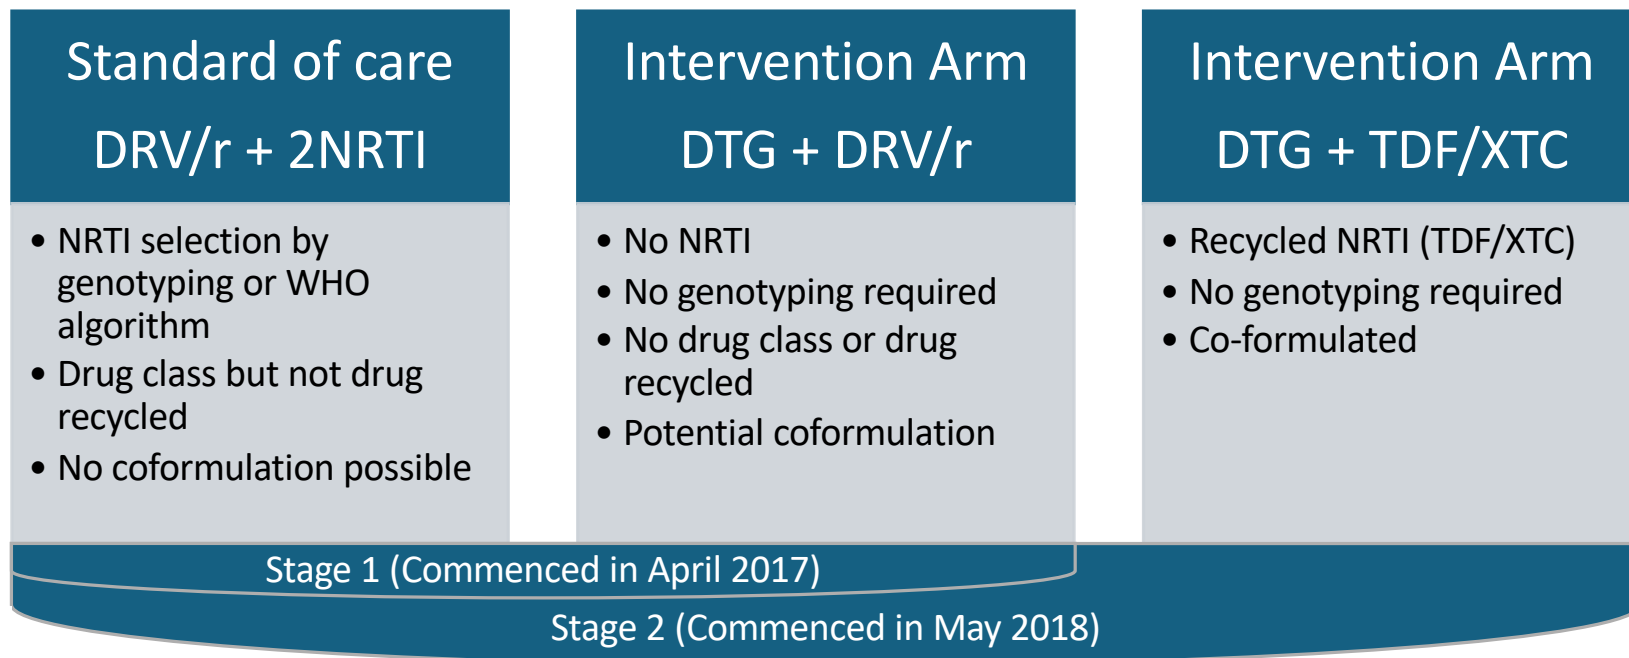 Standard of care
DRV/r + 2NRTI
• NRTI selection by
genotyping or WHO
algorithm
• Drug class but not drug
recycled
• No coformulation possible
Intervention Arm
DTG + DRV/r
• No NRTI
• No genotyping required
• No drug class or drug
recycled
• Potential coformulation
Intervention Arm
DTG + TDF/XTC
• Recycled NRTI (TDF/XTC)
• No genotyping required
• Co-formulated
Stage 1 (Commenced in April 2017)
Stage 2 (Commenced in May 2018)